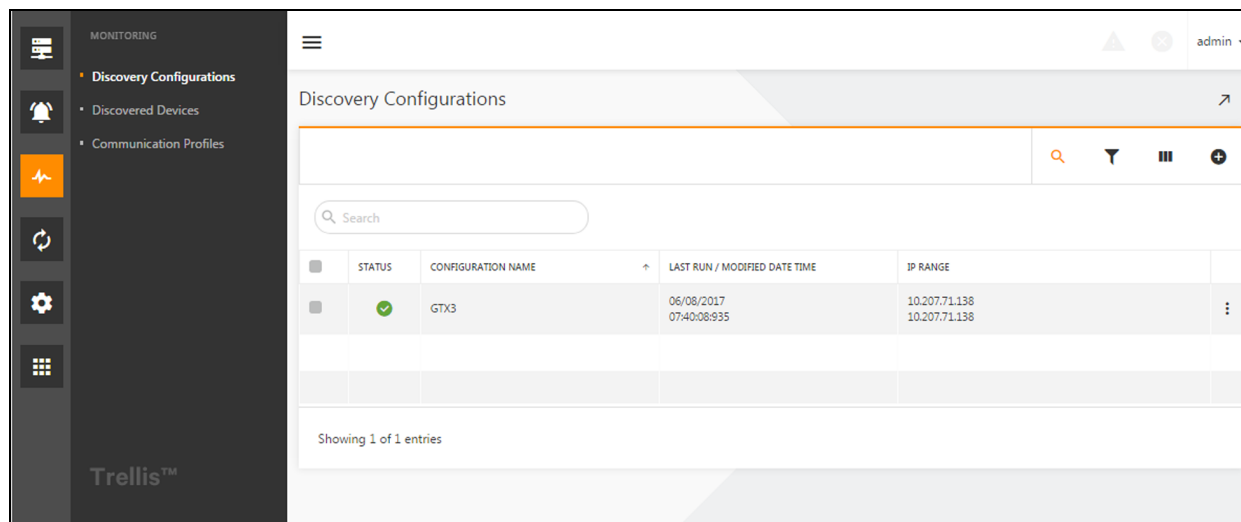 MONITORING
Discovery Configurations
Discovered Devices
Communication Profiles
Trellis™
admin
Discovery Configurations
Search
STATUS CONFIGURATION NAME LAST RUN / MODIFIED DATE TIME IP RANGE
GTX3 06/08/2017 10.207.71.138
07:40:08:935 10.207.71.138
Showing 1 of 1 entries